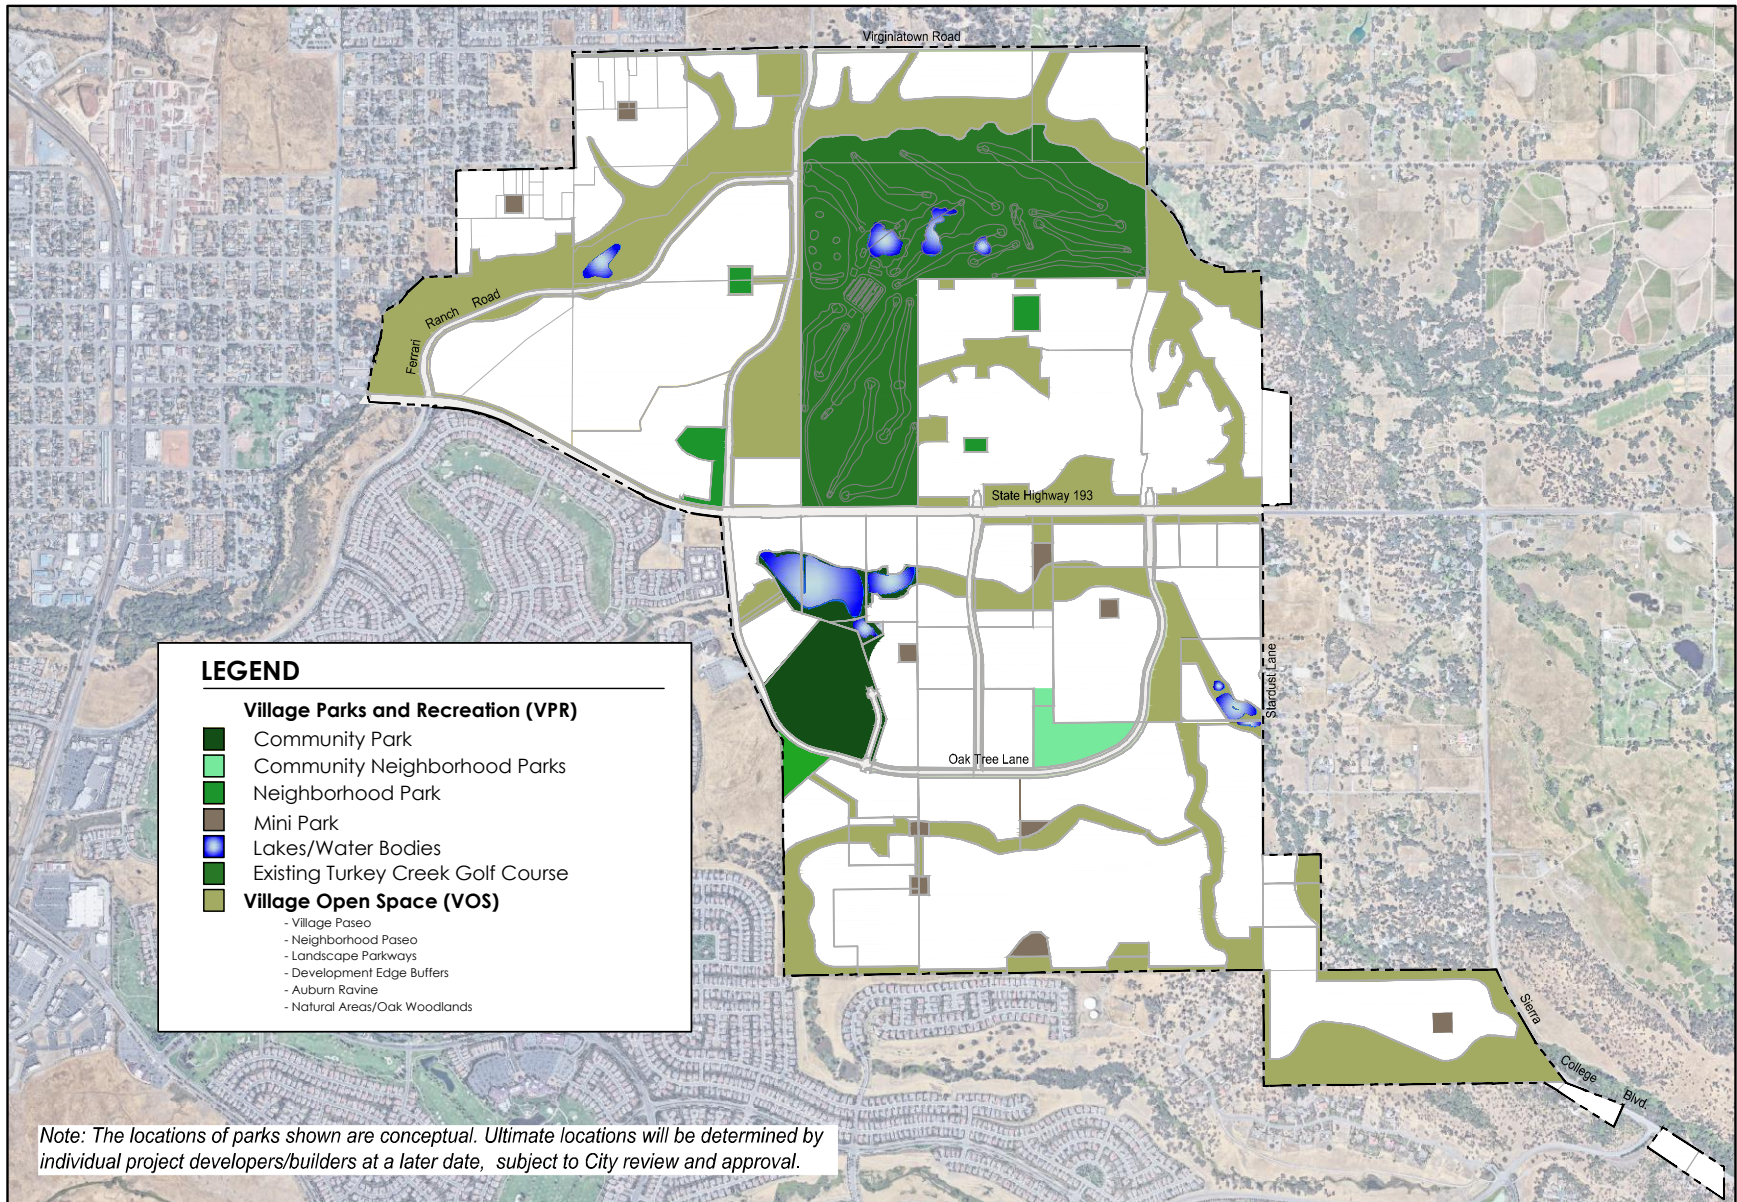 Virginiatown Road
Ferrari Ranch Road
State Highway 193
Stardust Lane
Oak Tree Lane
LEGEND
Village Parks and Recreation (VPR)
Community Park
Community Neighborhood Parks
Neighborhood Park
Mini Park
Lakes/Water Bodies
Existing Turkey Creek Golf Course
Village Open Space (VOS)
- Village Paseo
- Neighborhood Paseo
- Landscape Parkways
- Development Edge Buffers
- Auburn Ravine
- Natural Areas/Oak Woodlands
Sierra College Blvd.
Note: The locations of parks shown are conceptual. Ultimate locations will be determined by
individual project developers/builders at a later date, subject to City review and approval.